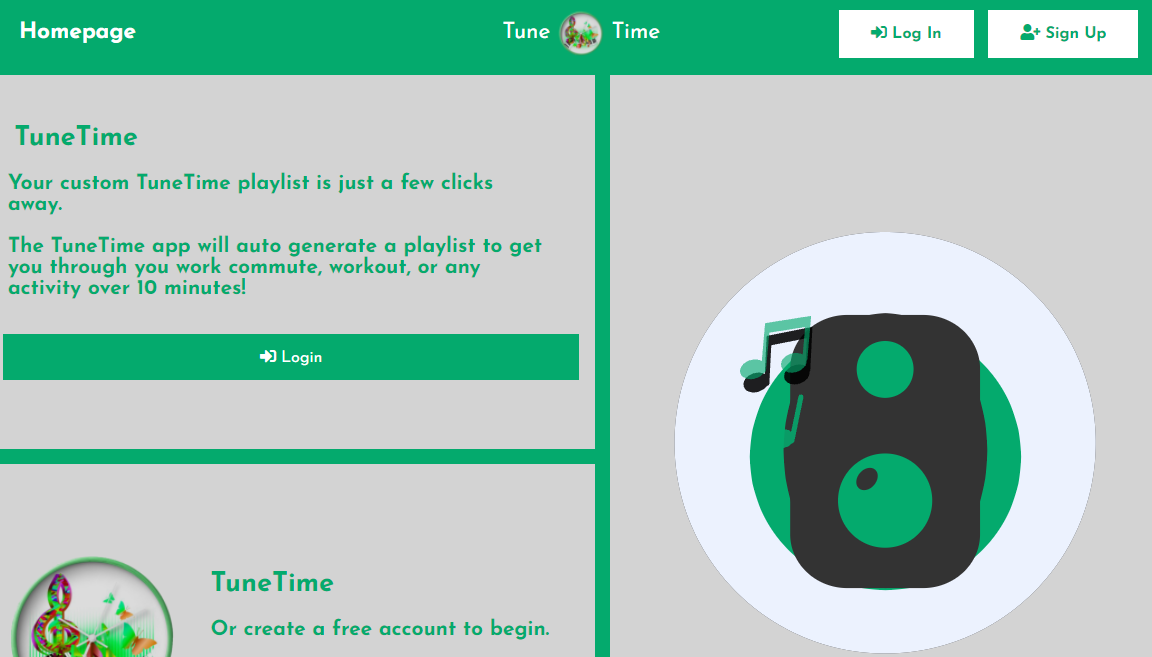 Homepage
Tune Time
Log In
Sign Up
TuneTime
Your custom TuneTime playlist is just a few clicks
away.
The TuneTime app will auto generate a playlist to get
you through you work commute, workout, or any
activity over 10 minutes!
Login
TuneTime
Or create a free account to begin.